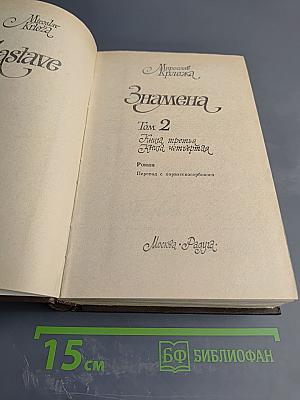 Miroslav
Krleža
Zastave
Мирослав
Крлежа
Знамена
Том 2
Книга третья
Книга четвертая
Роман
Перевод с хорватскосербского
Москва • Радуга
15 см
БФ БИБЛИОФАН